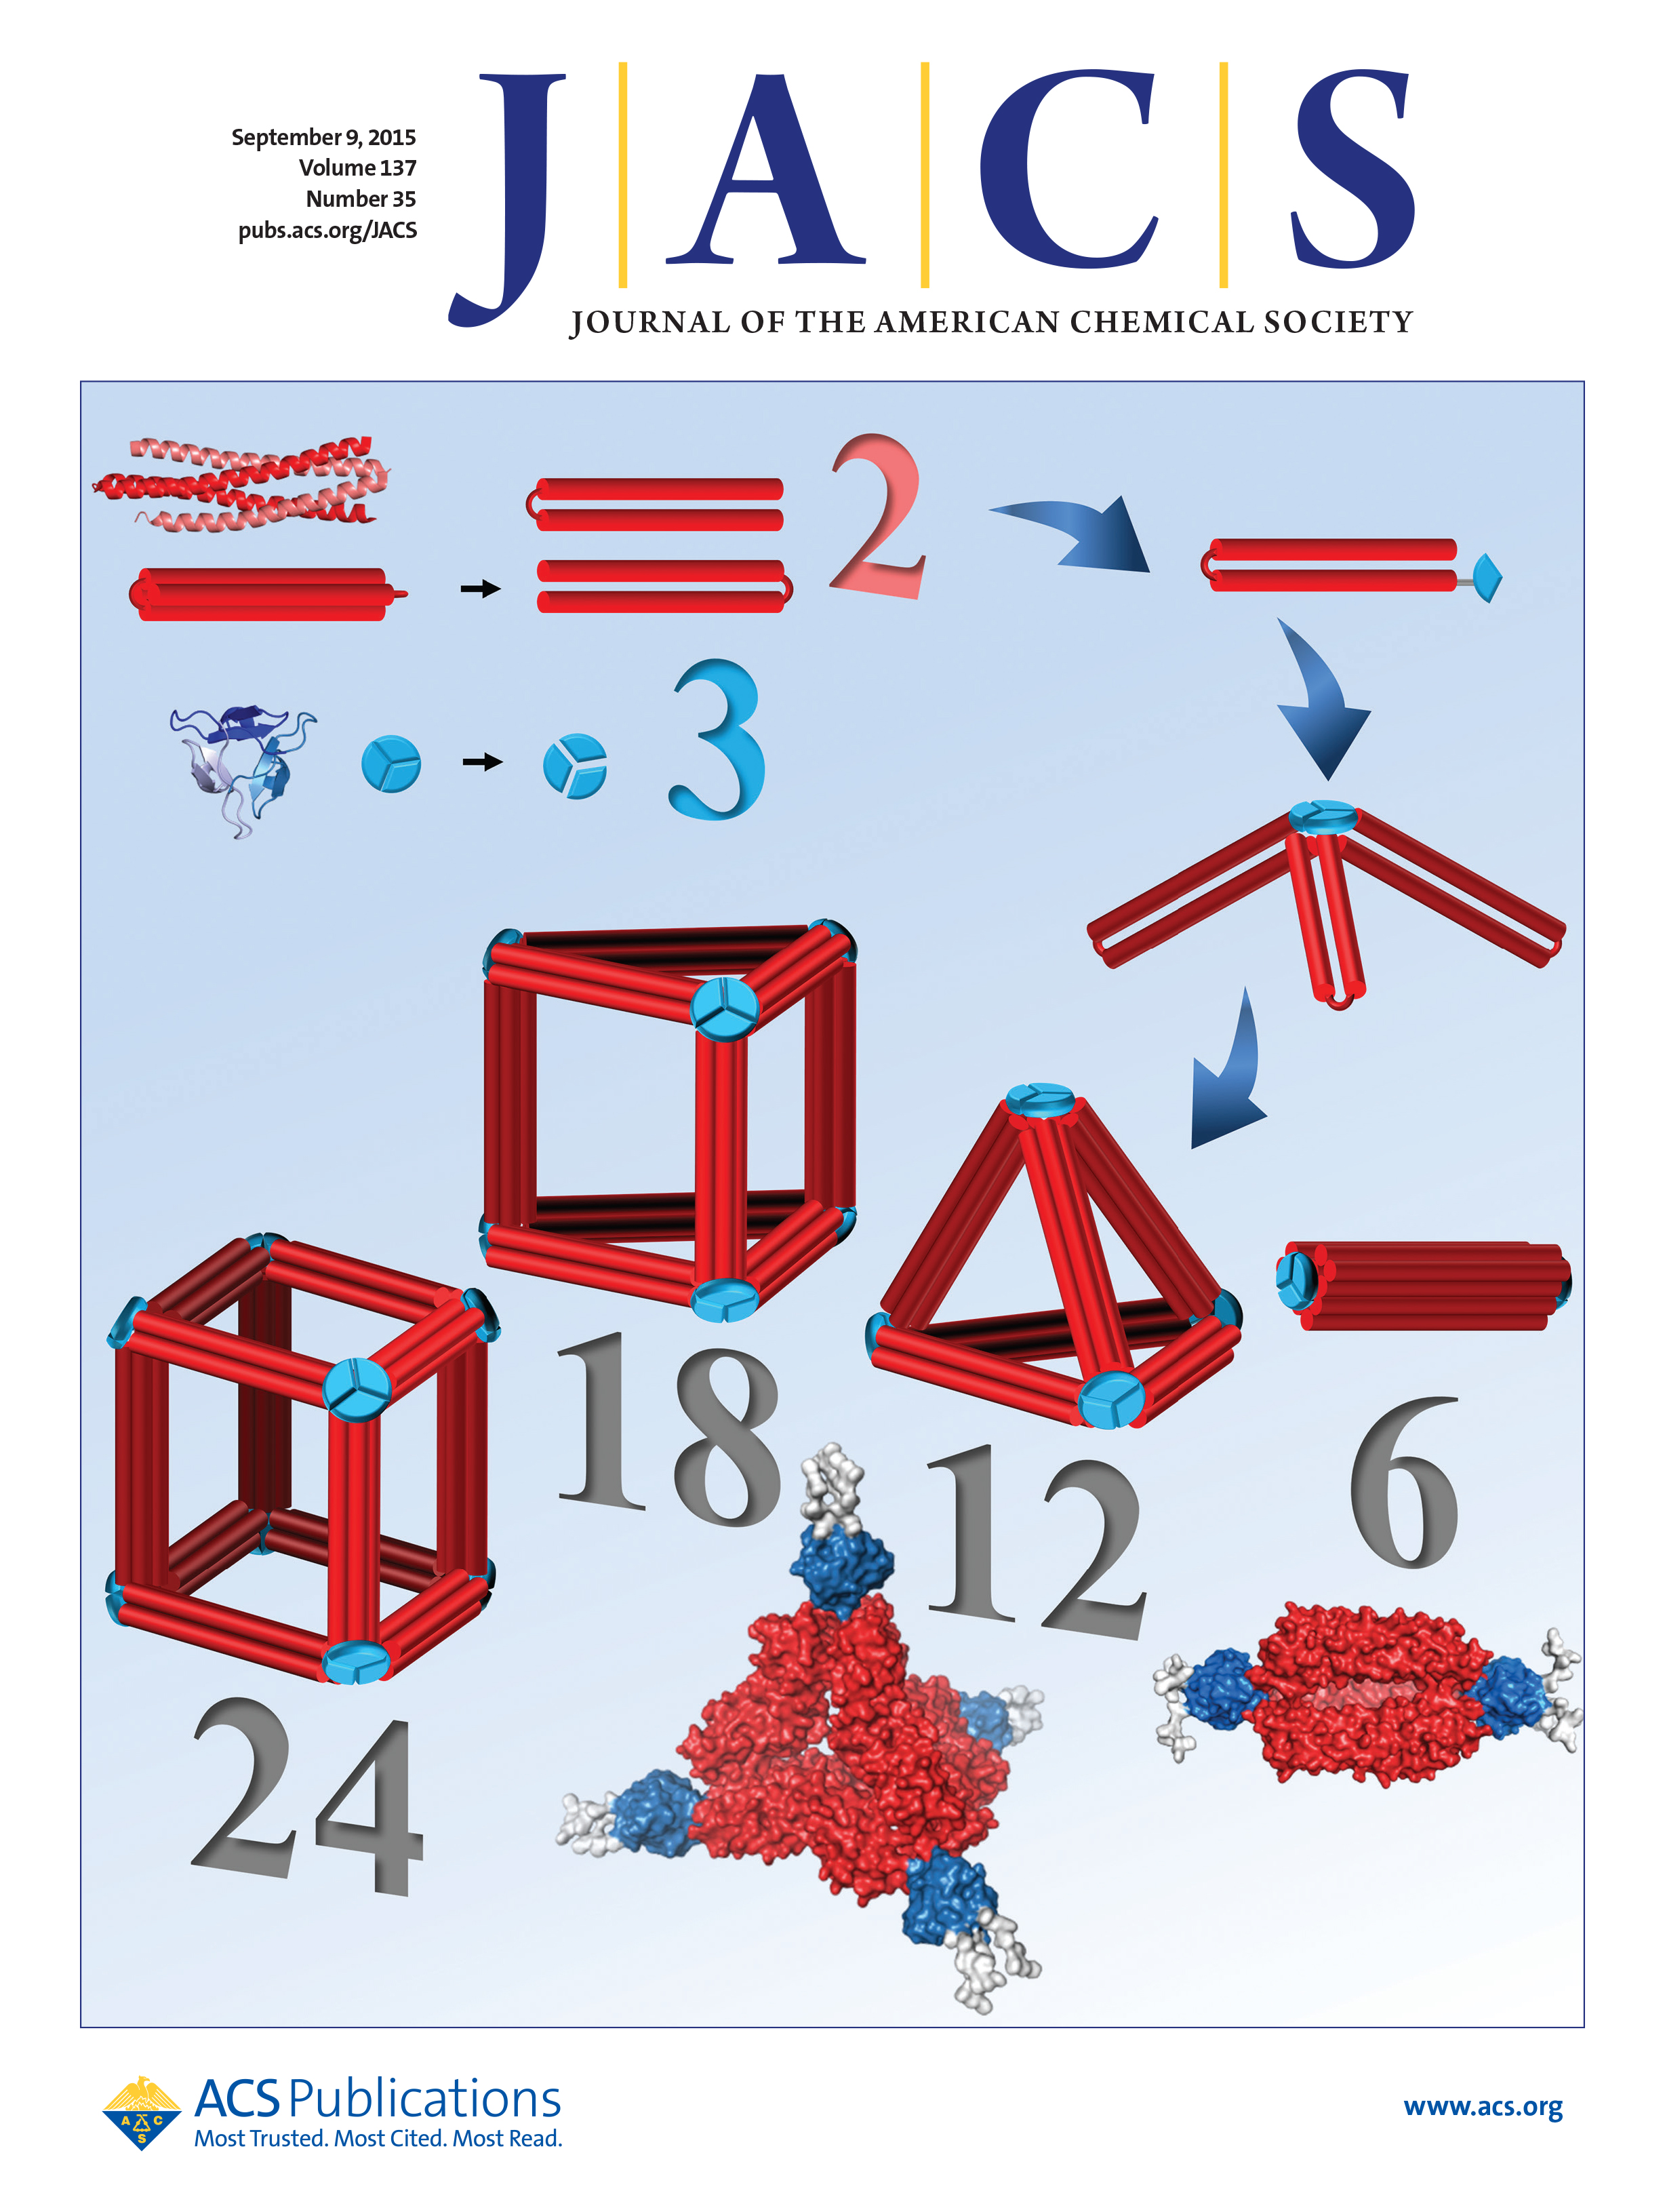 September 9, 2015
Volume 137
Number 35
pubs.acs.org/JACS
J|A|C|S
JOURNAL OF THE AMERICAN CHEMICAL SOCIETY
2
3
18
12
6
24
A C S
ACS Publications
Most Trusted. Most Cited. Most Read.
www.acs.org